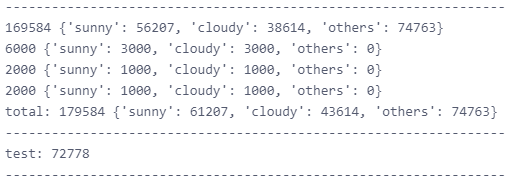 ----------------------------------------------------------------
169584 {'sunny': 56207, 'cloudy': 38614, 'others': 74763}
6000 {'sunny': 3000, 'cloudy': 3000, 'others': 0}
2000 {'sunny': 1000, 'cloudy': 1000, 'others': 0}
2000 {'sunny': 1000, 'cloudy': 1000, 'others': 0}
total: 179584 {'sunny': 61207, 'cloudy': 43614, 'others': 74763}
----------------------------------------------------------------
test: 72778
----------------------------------------------------------------